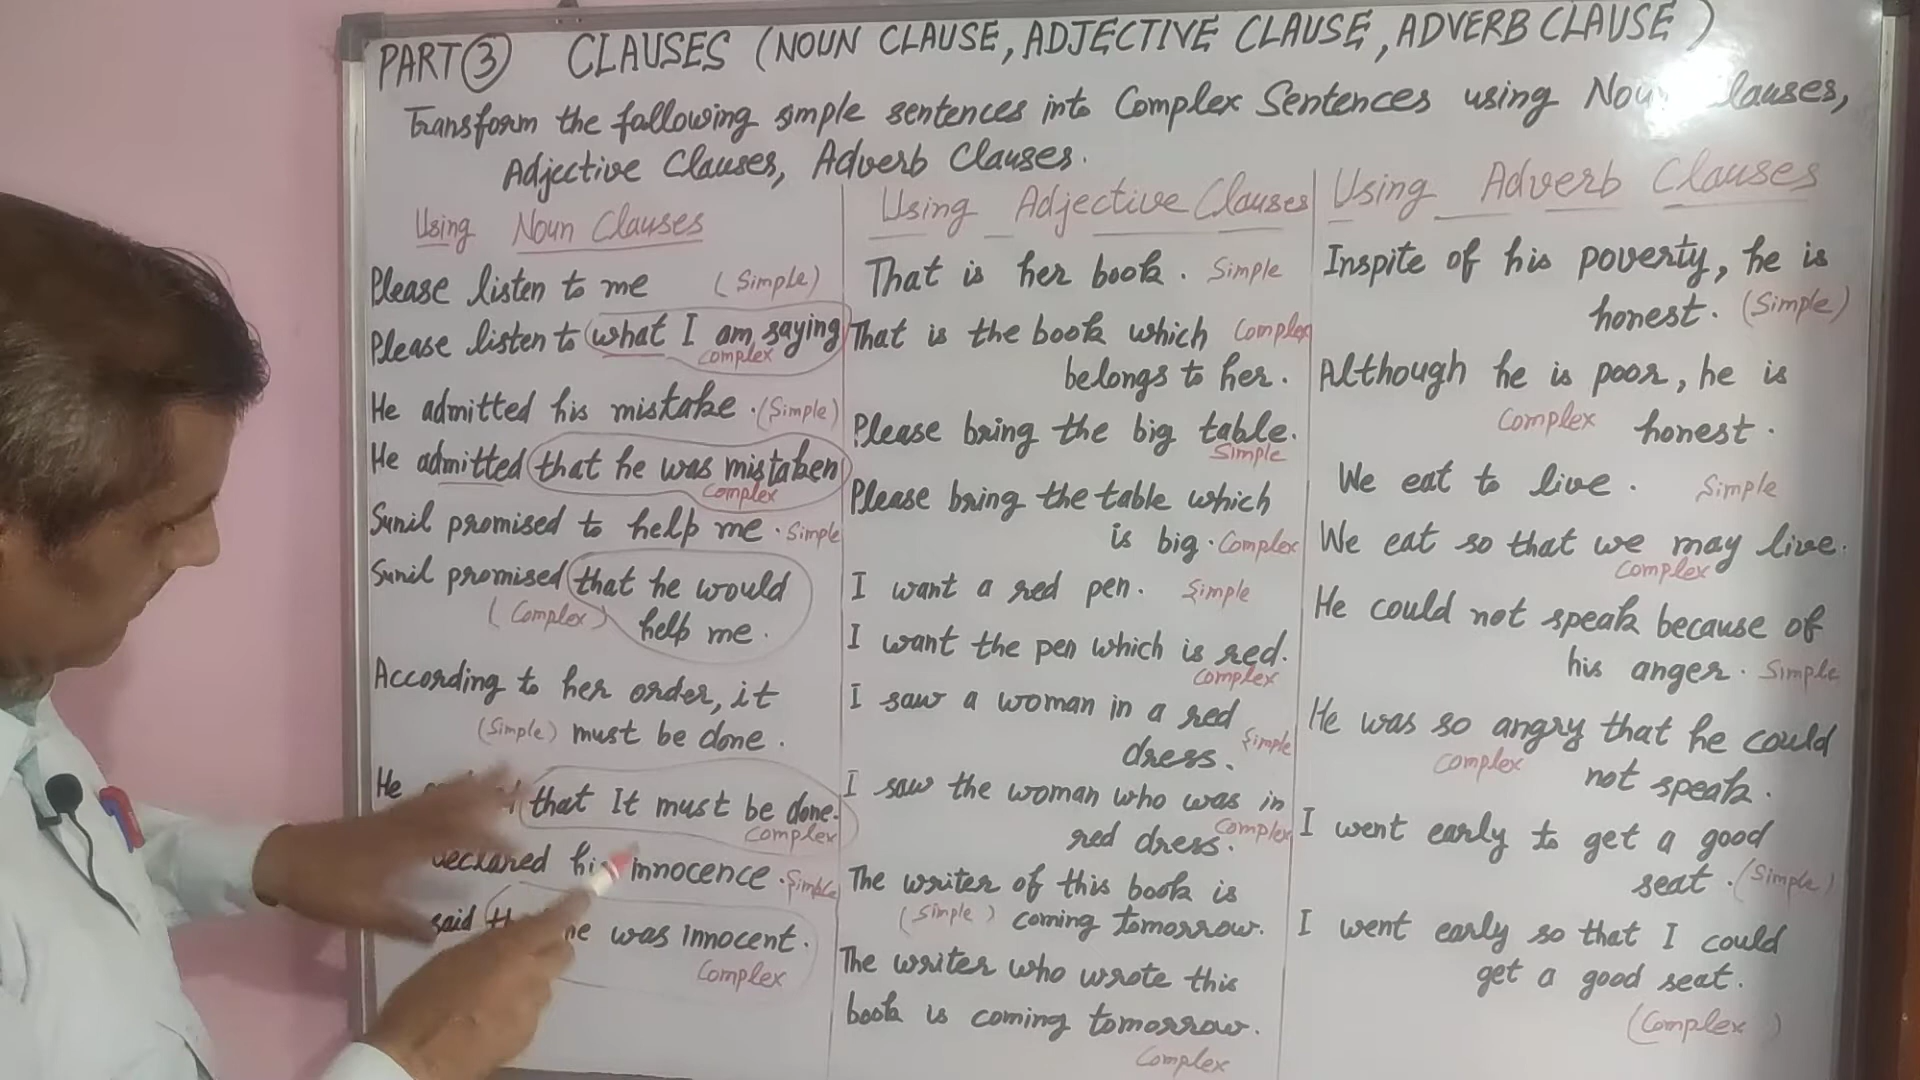 PART ③ CLAUSES (NOUN CLAUSE, ADJECTIVE CLAUSE, ADVERB CLAUSE)
Transform the following simple sentences into Complex Sentences using Clauses,
Adjective Clauses, Adverb Clauses.
Using Noun Clauses
Please listen to me (Simple)
Please listen to what I am saying
Complex
He admitted his mistake. (Simple)
He admitted that he was mistaken
Complex
Sunil promised to help me. Simple
Sunil promised that he would
(Complex) help me.
According to her order, it
(Simple) must be done.
He that It must be done.
Complex
declared his innocence. Simple
said he was innocent.
Complex
Using Adjective Clauses
That is her book. Simple
That is the book which Complex
belongs to her.
Please bring the big table.
Simple
Please bring the table which
is big. Complex
I want a red pen. Simple
I want the pen which is red.
Complex
I saw a woman in a red
dress. Simple
I saw the woman who was in
red dress. Complex
The writer of this book is
(Simple) coming tomorrow.
The writer who wrote this
book is coming tomorrow.
Complex
Using Adverb Clauses
Inspite of his poverty, he is
honest. (Simple)
Although he is poor, he is
Complex honest.
We eat to live. Simple
We eat so that we may live.
Complex
He could not speak because of
his anger. Simple
He was so angry that he could
Complex not speak.
I went early to get a good
seat. (Simple)
I went early so that I could
get a good seat.
(Complex)